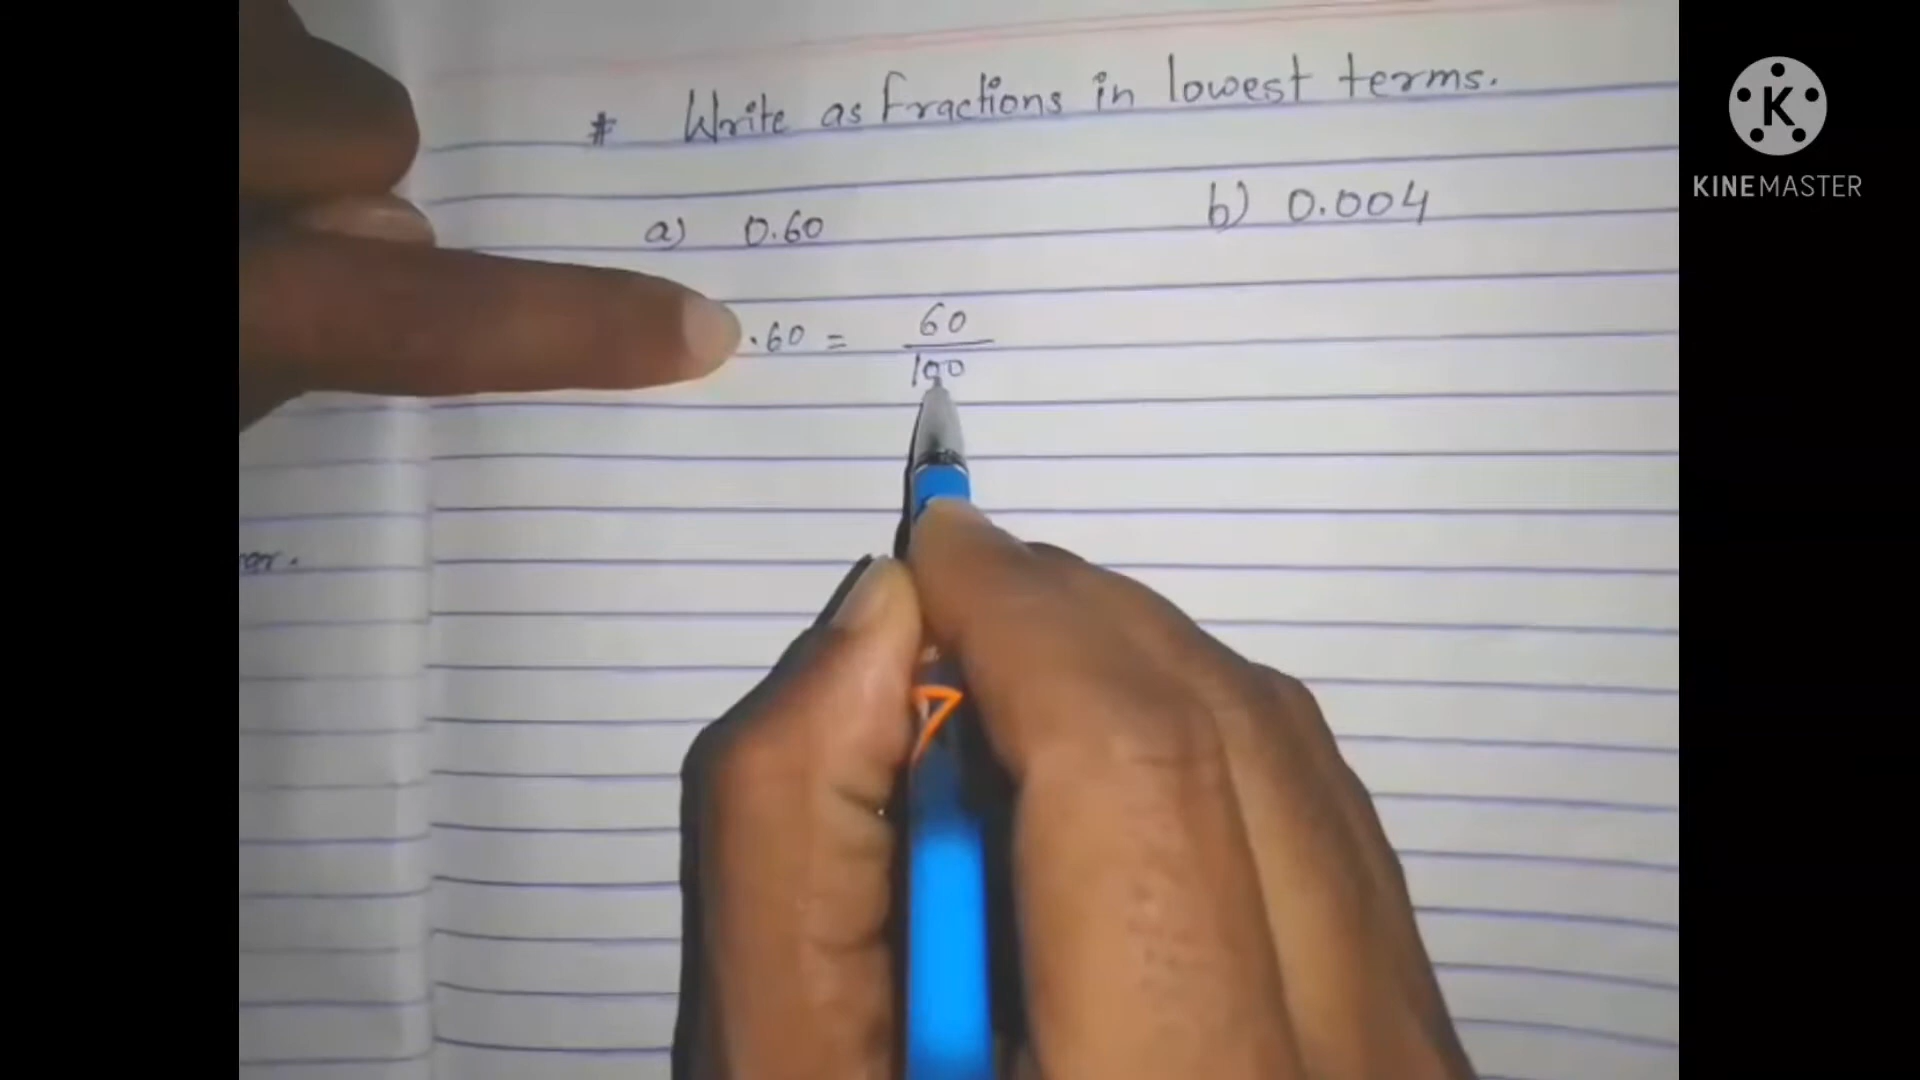 # Write as fractions in lowest terms.
a) 0.60 b) 0.004
.60 = 60/100
KINEMASTER